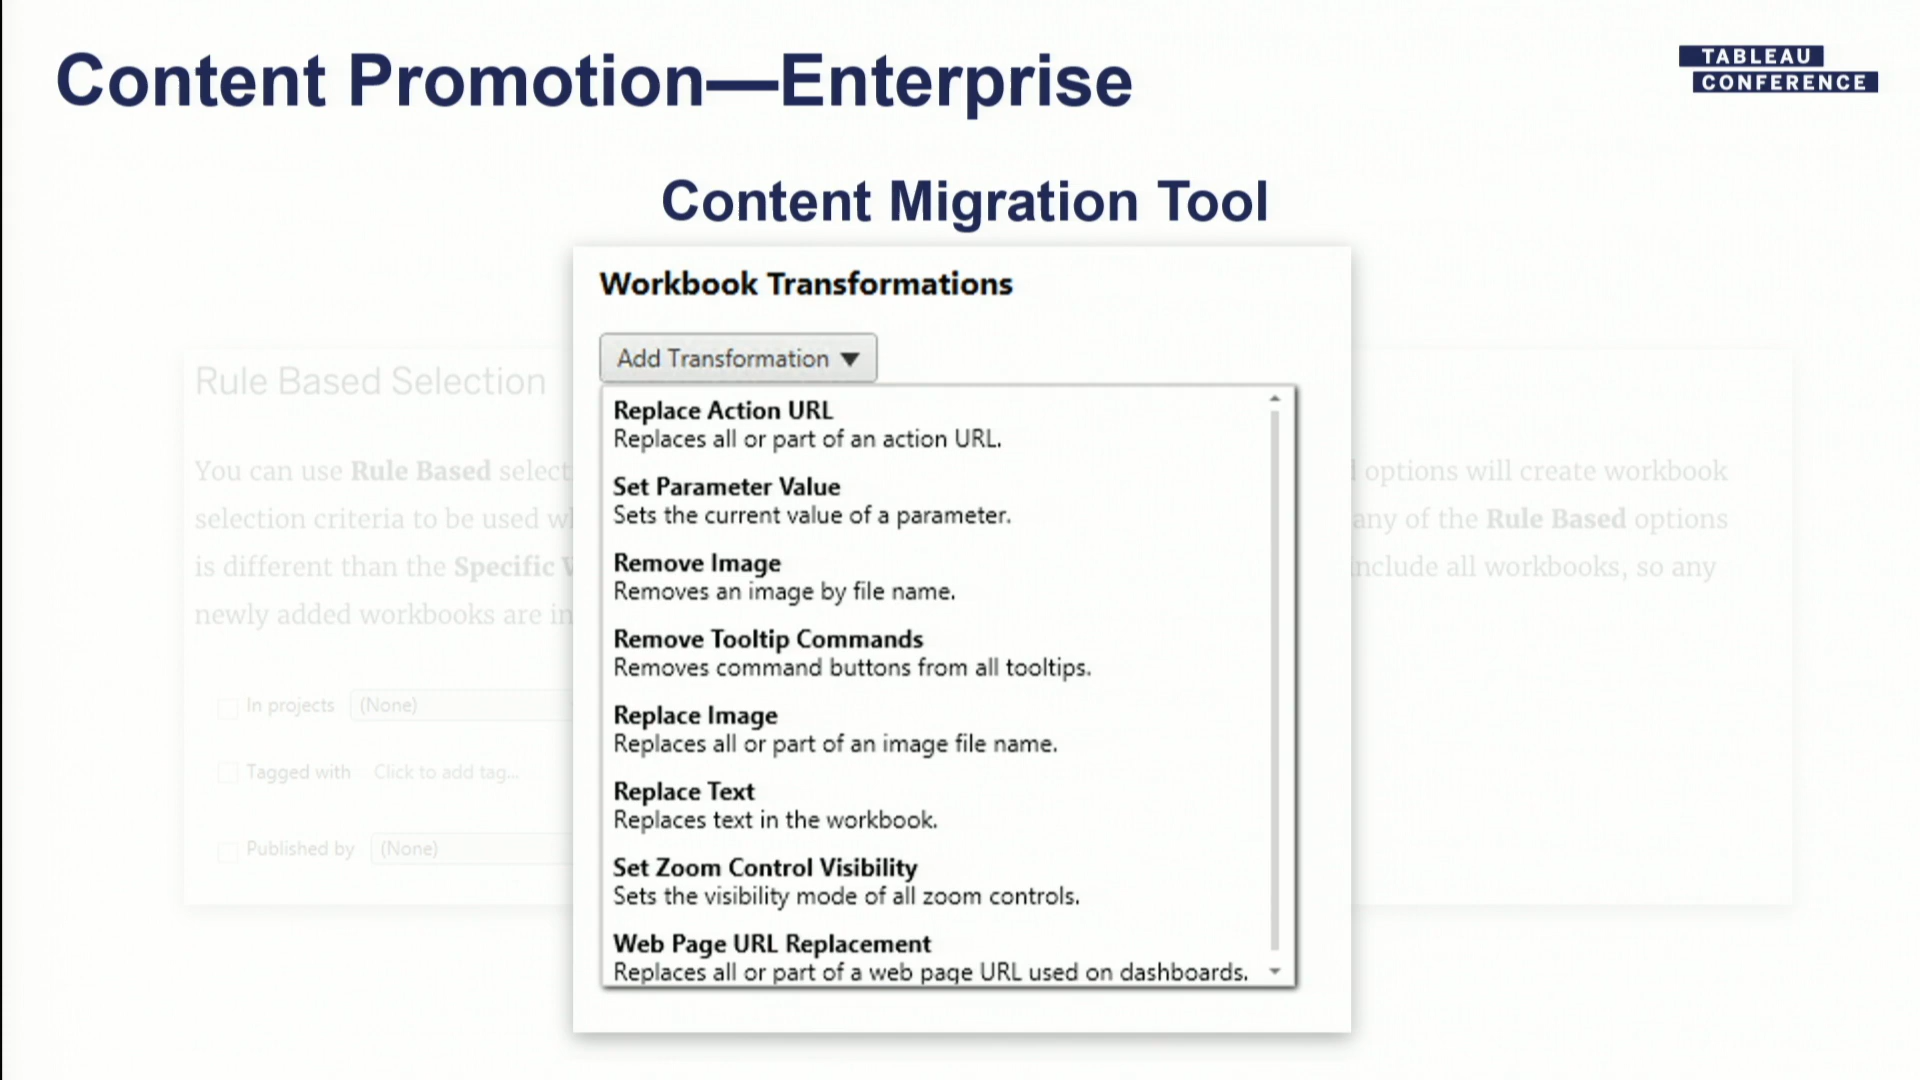 Content Promotion—Enterprise
TABLEAU
CONFERENCE
Content Migration Tool
Workbook Transformations
Add Transformation
Replace Action URL
Replaces all or part of an action URL.
Set Parameter Value
Sets the current value of a parameter.
Remove Image
Removes an image by file name.
Remove Tooltip Commands
Removes command buttons from all tooltips.
Replace Image
Replaces all or part of an image file name.
Replace Text
Replaces text in the workbook.
Set Zoom Control Visibility
Sets the visibility mode of all zoom controls.
Web Page URL Replacement
Replaces all or part of a web page URL used on dashboards.
Rule Based Selection
You can use Rule Based
options will create workbook
selection criteria to be used
any of the Rule Based options
is different than the Specific
include all workbooks, so any
newly added workbooks are
In projects (None)
Tagged with Click to add tag...
Published by (None)